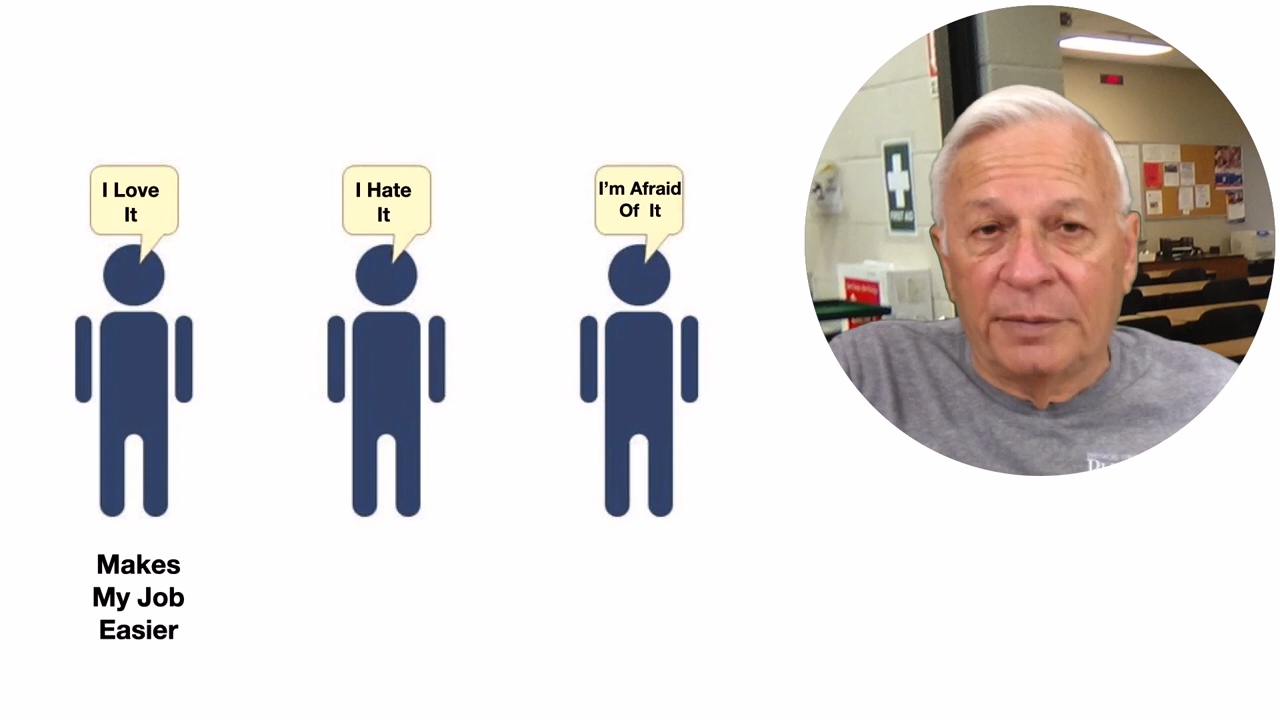 I Love
It
I Hate
It
I'm Afraid
Of It
Makes
My Job
Easier
FIRST AID